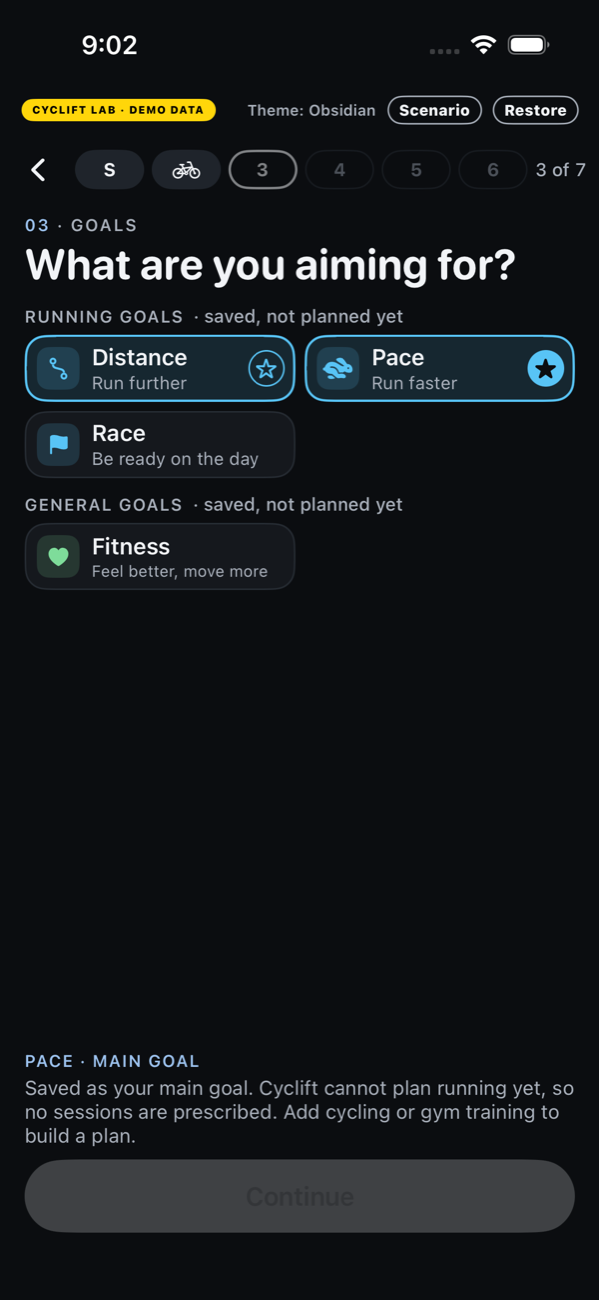 9:02
CYCLIFT LAB · DEMO DATA Theme: Obsidian Scenario Restore
S 3 4 5 6 3 of 7
03 · GOALS
What are you aiming for?
RUNNING GOALS · saved, not planned yet
Distance
Run further
Pace
Run faster
Race
Be ready on the day
GENERAL GOALS · saved, not planned yet
Fitness
Feel better, move more
PACE · MAIN GOAL
Saved as your main goal. Cyclift cannot plan running yet, so
no sessions are prescribed. Add cycling or gym training to
build a plan.
Continue